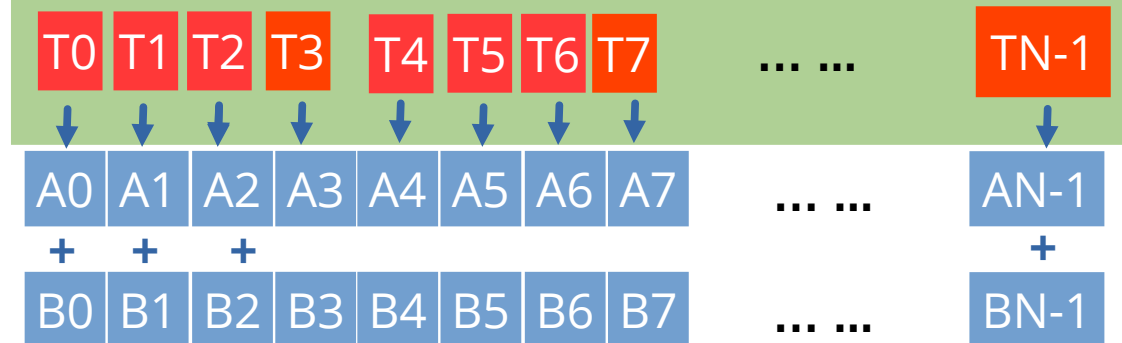 T0 T1 T2 T3 T4 T5 T6 T7 ... ... TN-1
A0 A1 A2 A3 A4 A5 A6 A7 ... ... AN-1
+ + + +
B0 B1 B2 B3 B4 B5 B6 B7 ... ... BN-1